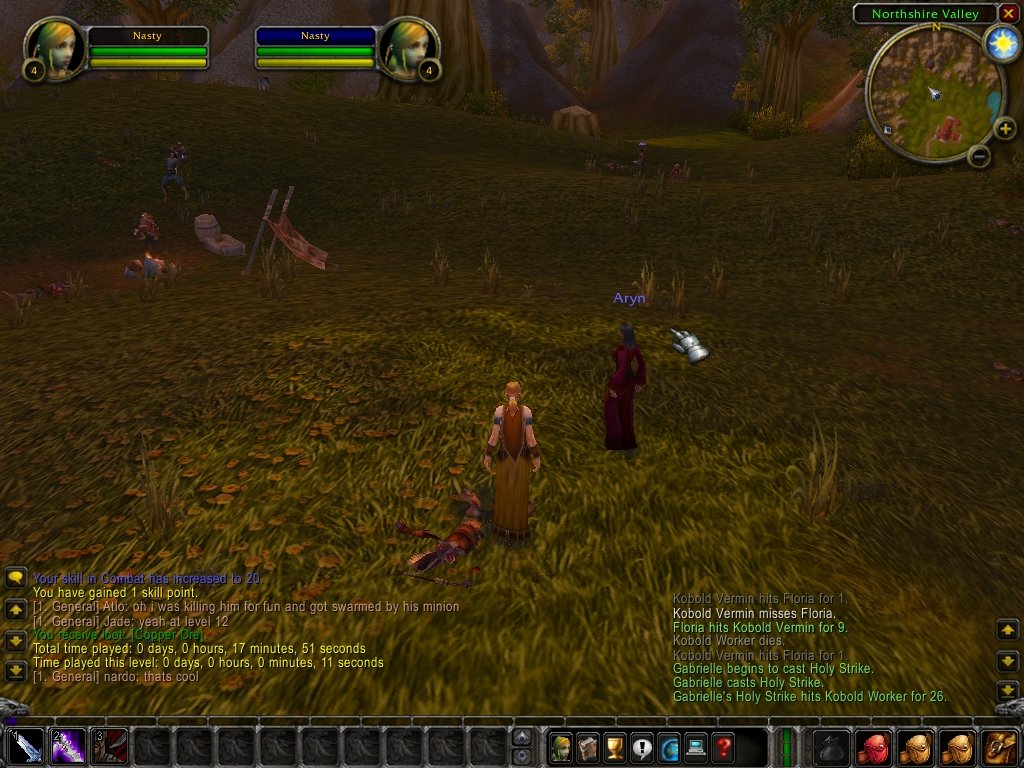 Nasty
4
Nasty
4
Northshire Valley
N
Aryn
Your skill in Combat has increased to 20.
You have gained 1 skill point.
[1. General] Atlo: oh i was killing him for fun and got swarmed by his minion
[1. General] Jade: yeah at level 12
You receive loot: [Copper Ore].
Total time played: 0 days, 0 hours, 17 minutes, 51 seconds
Time played this level: 0 days, 0 hours, 0 minutes, 11 seconds
[1. General] nardo: thats cool
Kobold Vermin hits Floria for 1.
Kobold Vermin misses Floria.
Floria hits Kobold Vermin for 9.
Kobold Worker dies.
Kobold Vermin hits Floria for 1.
Gabrielle begins to cast Holy Strike.
Gabrielle casts Holy Strike.
Gabrielle's Holy Strike hits Kobold Worker for 26.
1
2
3